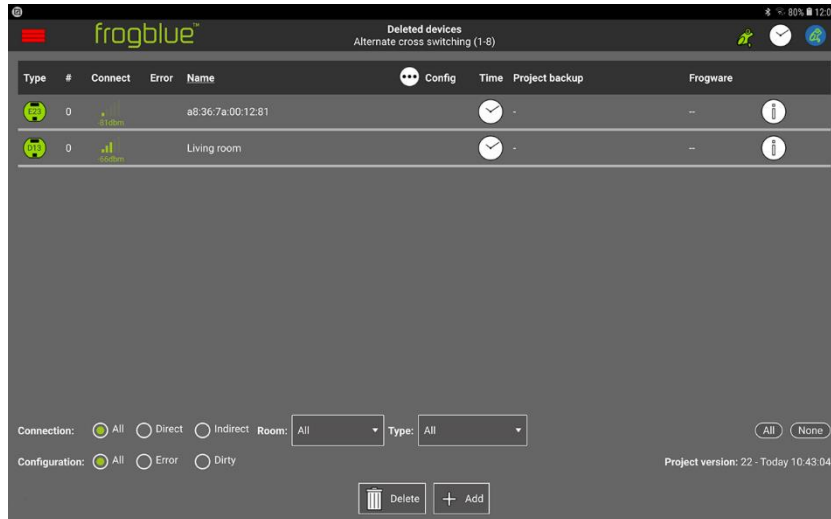 80% 12:0
frogblue™
Deleted devices
Alternate cross switching (1-8)
Type # Connect Error Name Config Time Project backup Frogware
E23 0 -81dbm a8:36:7a:00:12:81 - --
D13 0 -66dbm Living room - --
Connection: All Direct Indirect Room: All Type: All All None
Configuration: All Error Dirty Project version: 22 - Today 10:43:04
Delete + Add